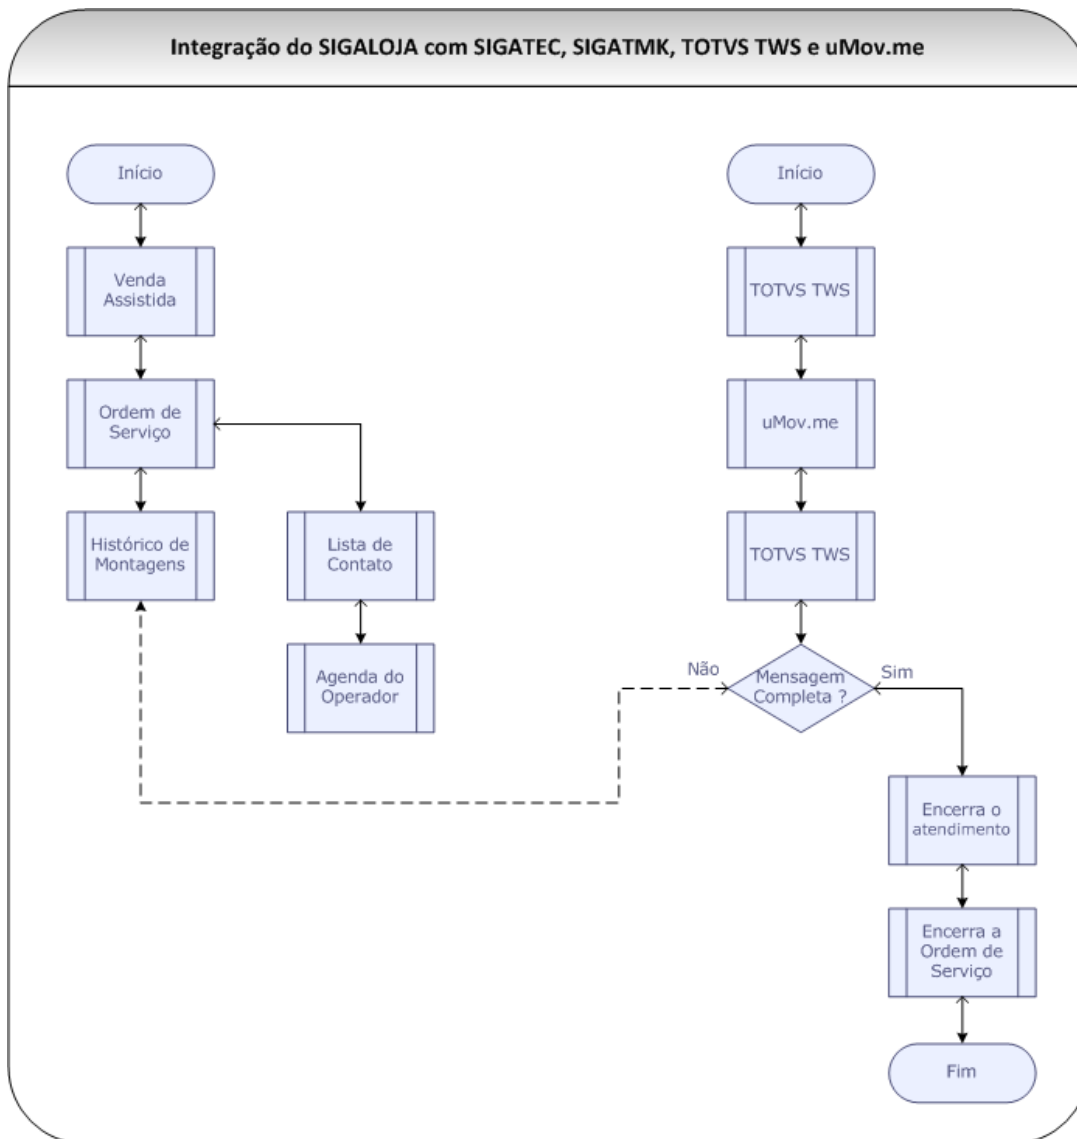 Integração do SIGALOJA com SIGATEC, SIGATMK, TOTVS TWS e uMov.me
Início
Venda
Assistida
Ordem de
Serviço
Histórico de
Montagens
Lista de
Contato
Agenda do
Operador
Início
TOTVS TWS
uMov.me
TOTVS TWS
Não
Mensagem
Completa ?
Sim
Encerra o
atendimento
Encerra a
Ordem de
Serviço
Fim